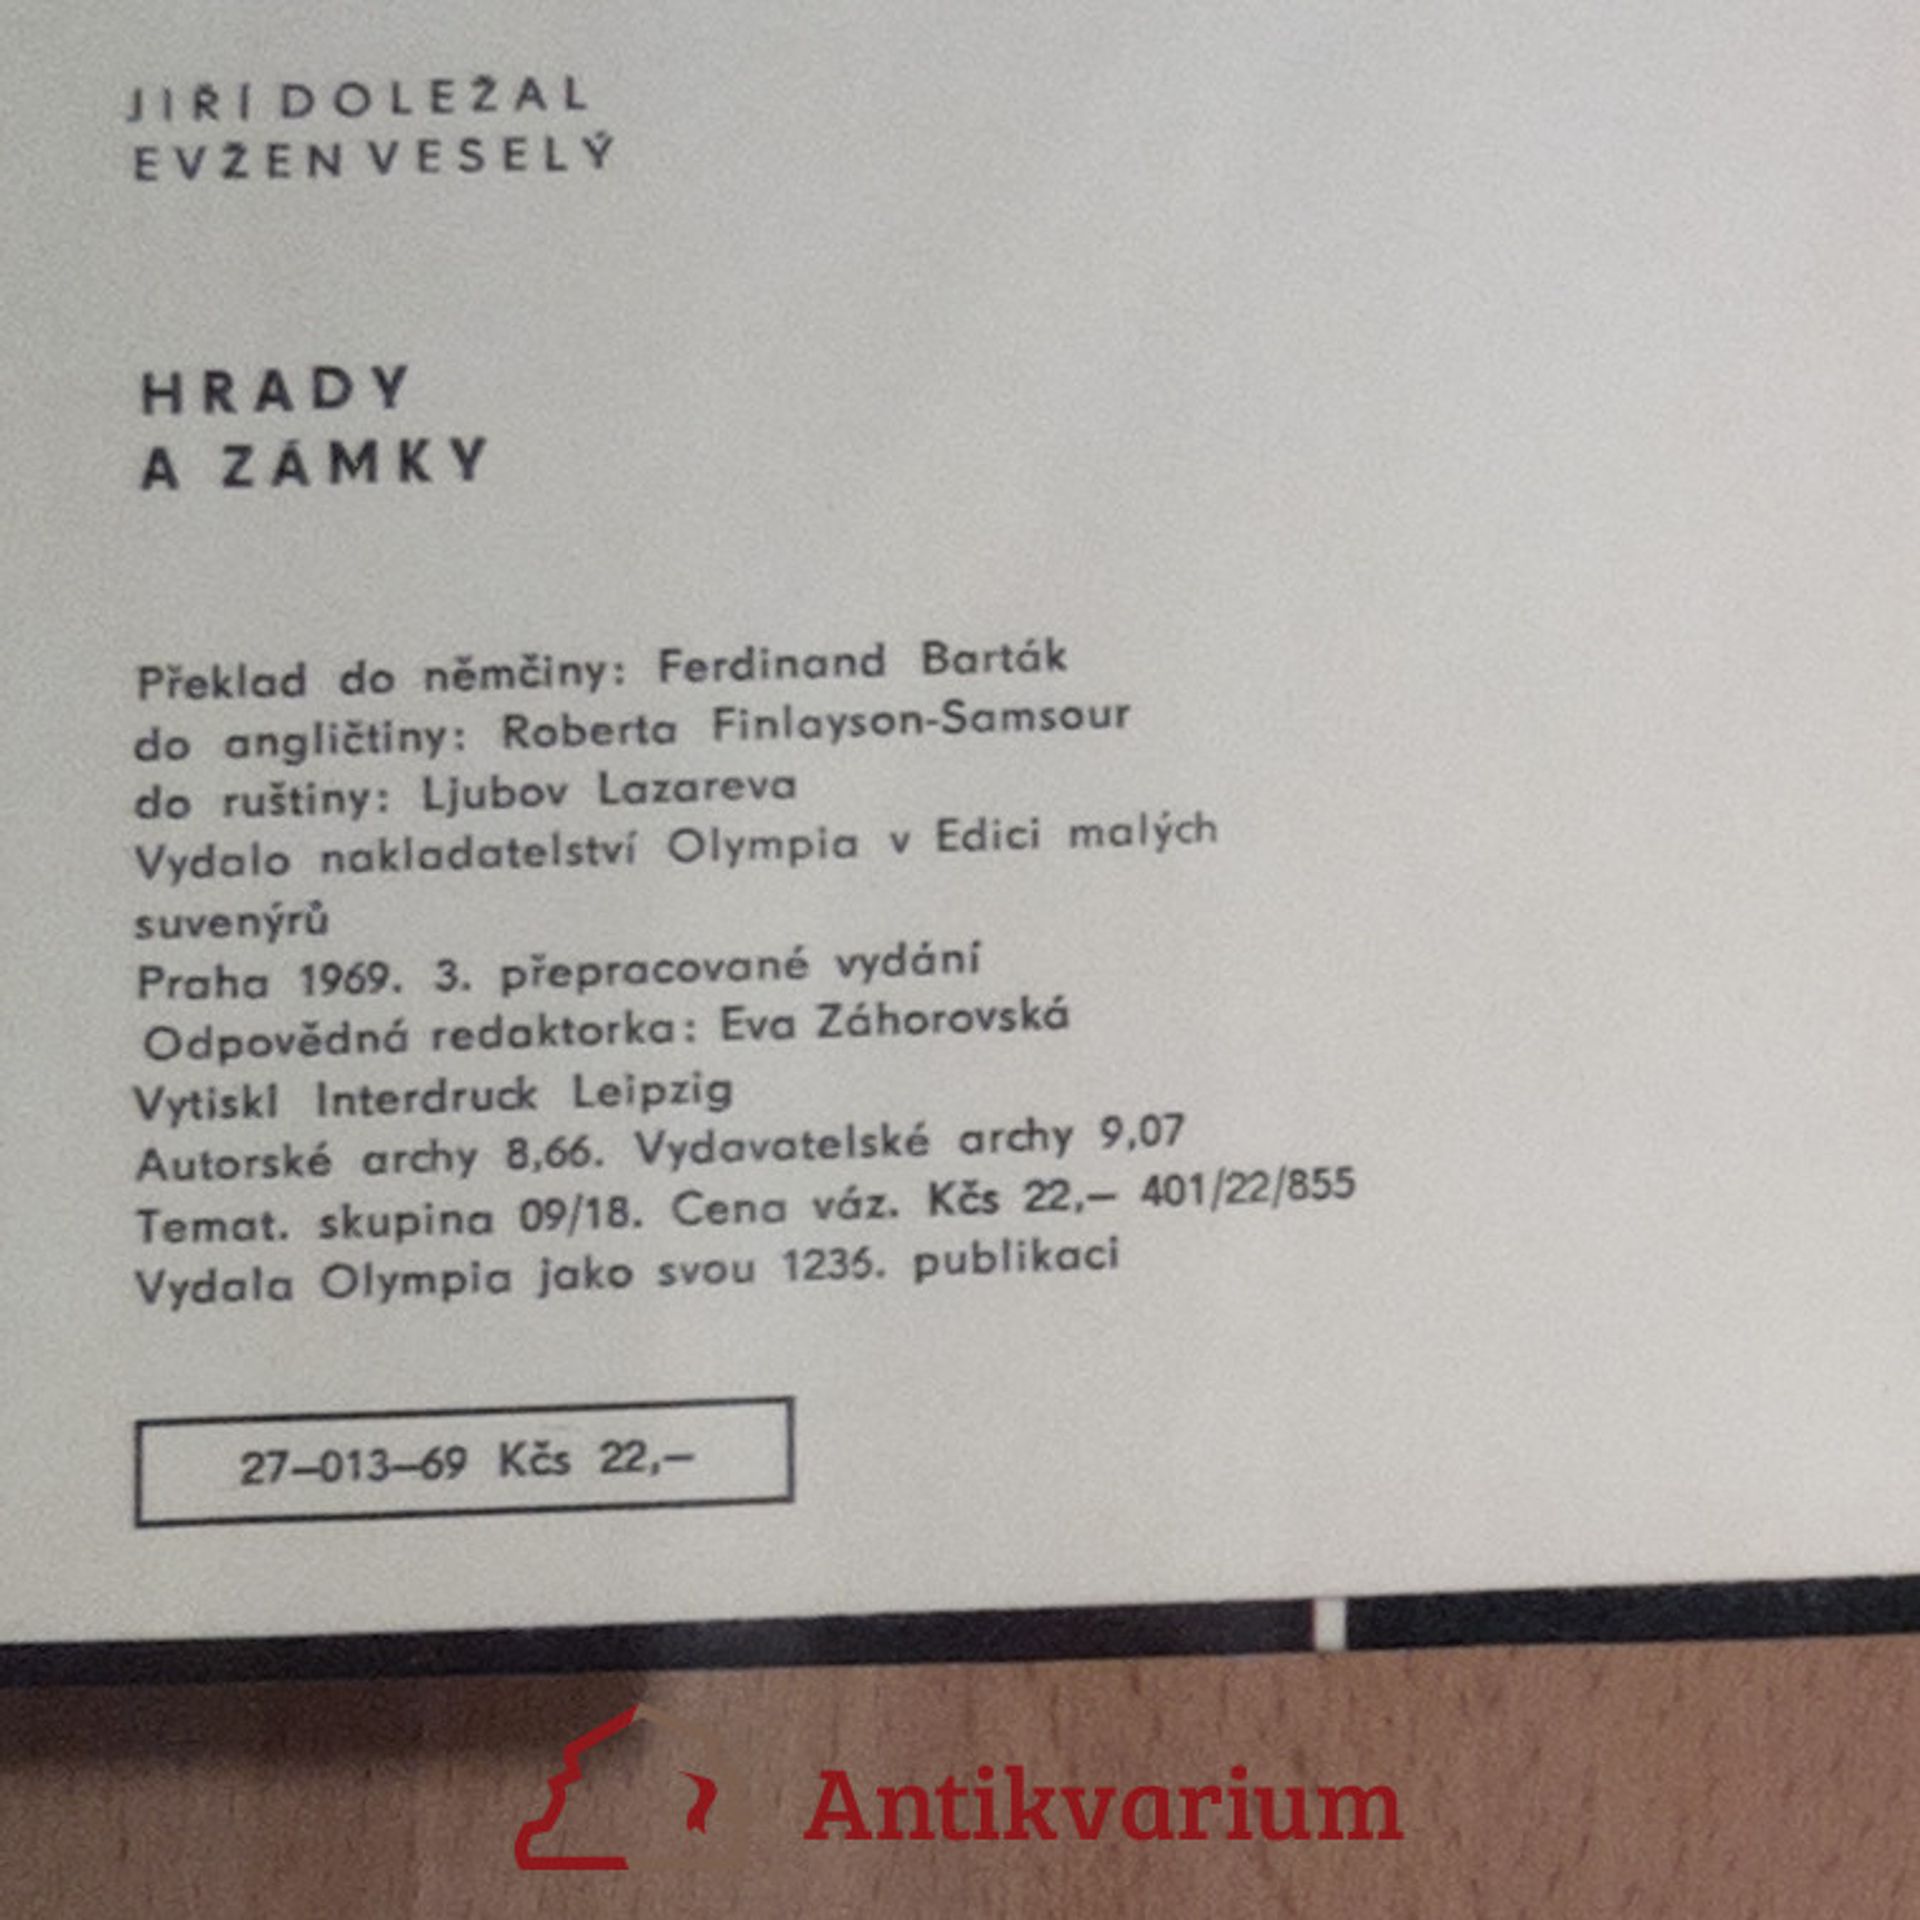 JIŘÍ DOLEŽAL
EVŽEN VESELÝ
HRADY
A ZÁMKY
Překlad do němčiny: Ferdinand Barták
do angličtiny: Roberta Finlayson-Samsour
do ruštiny: Ljubov Lazareva
Vydalo nakladatelství Olympia v Edici malých
suvenýrů
Praha 1969. 3. přepracované vydání
Odpovědná redaktorka: Eva Záhorovská
Vytiskl Interdruck Leipzig
Autorské archy 8,66. Vydavatelské archy 9,07
Temat. skupina 09/18. Cena váz. Kčs 22,– 401/22/855
Vydala Olympia jako svou 1236. publikaci
27–013–69 Kčs 22,–
Antikvarium